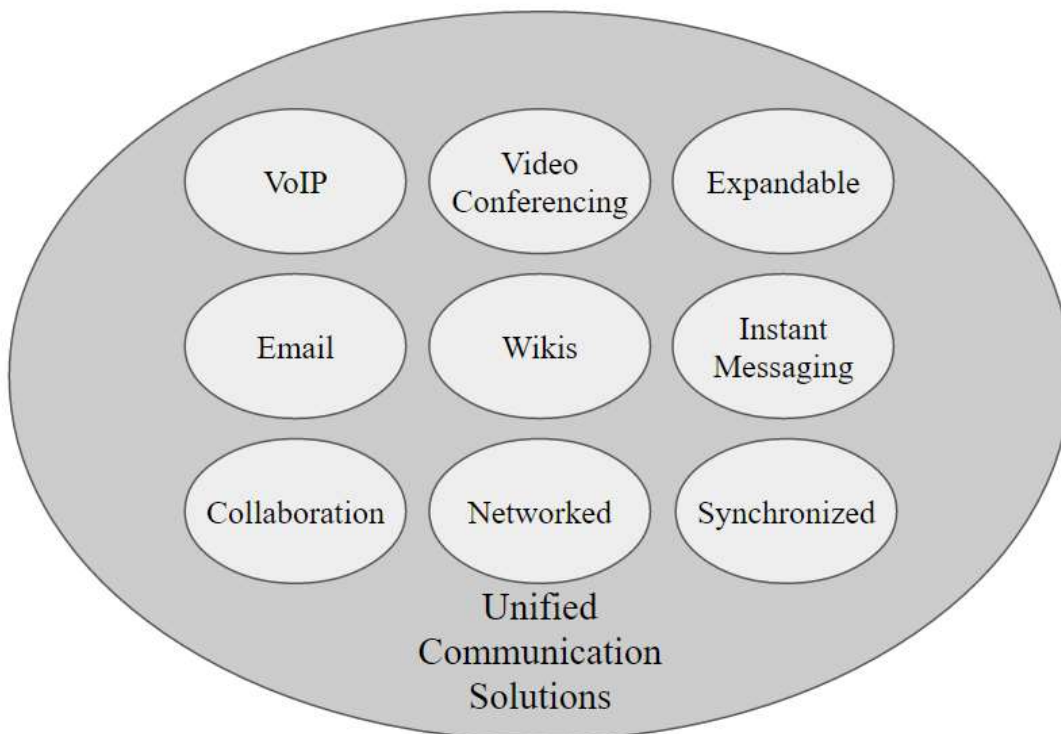 VoIP
Video
Conferencing
Expandable
Email
Wikis
Instant
Messaging
Collaboration
Networked
Synchronized
Unified
Communication
Solutions